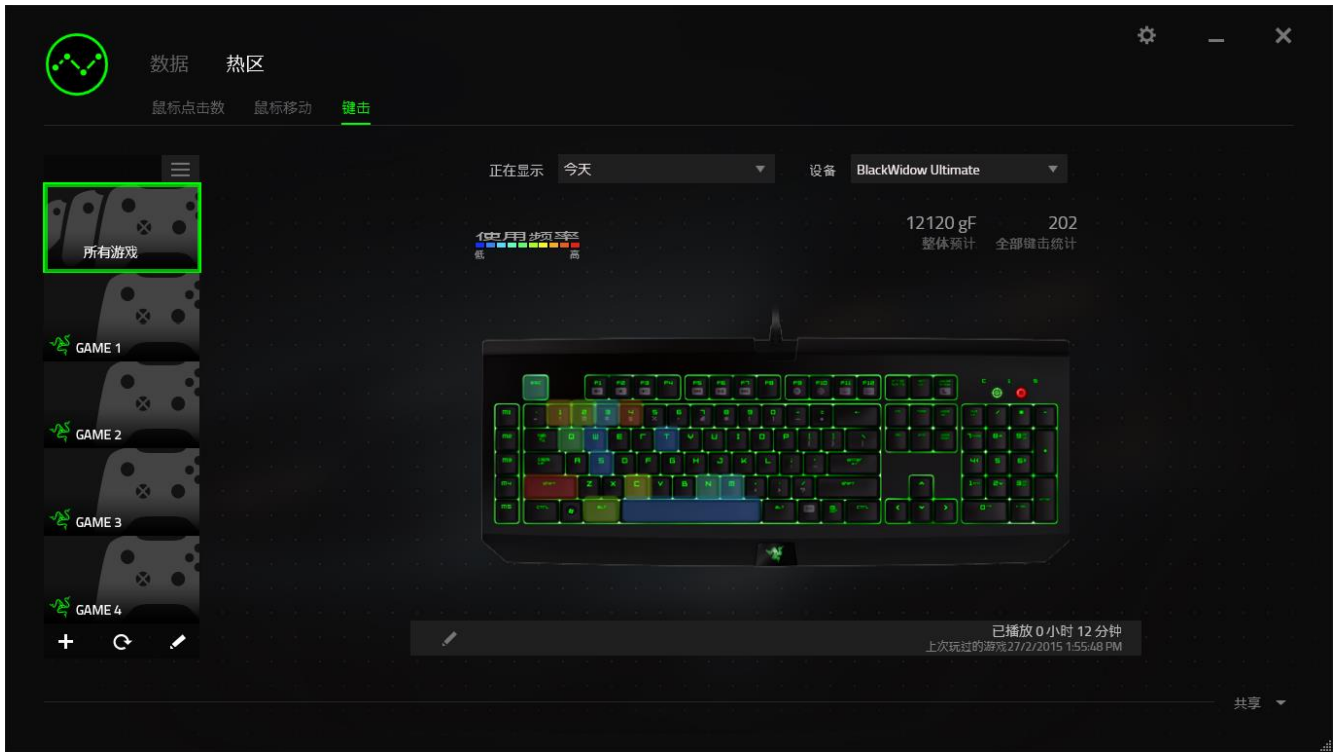 数据 热区
鼠标点击数 鼠标移动 键击
正在显示 今天 设备 BlackWidow Ultimate
所有游戏
GAME 1
GAME 2
GAME 3
GAME 4
使用频率
低 高
12120 gF 202
整体预计 全部键击统计
已播放 0 小时 12 分钟
上次玩过的游戏27/2/2015 1:55:48 PM
共享